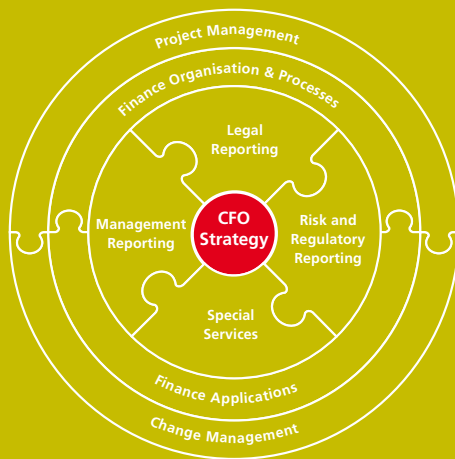 Project Management
Finance Organisation & Processes
Legal
Reporting
Management
Reporting
CFO
Strategy
Risk and
Regulatory
Reporting
Special
Services
Finance Applications
Change Management